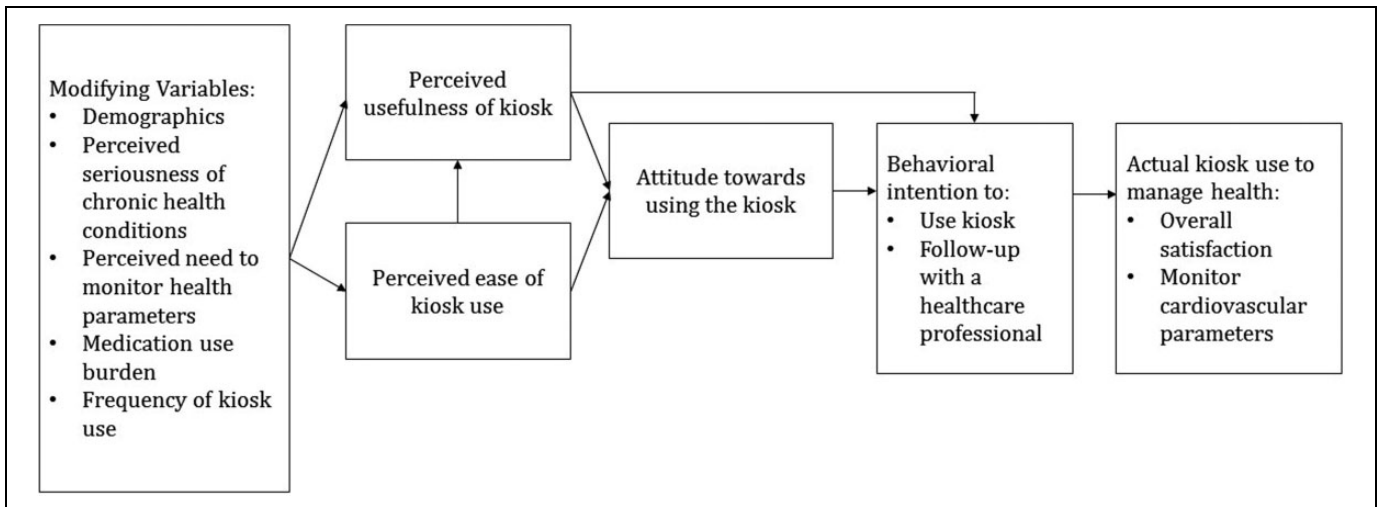 Modifying Variables:
• Demographics
• Perceived
seriousness of
chronic health
conditions
• Perceived need to
monitor health
parameters
• Medication use
burden
• Frequency of kiosk
use
Perceived
usefulness of kiosk
Perceived ease of
kiosk use
Attitude towards
using the kiosk
Behavioral
intention to:
• Use kiosk
• Follow-up
with a
healthcare
professional
Actual kiosk use to
manage health:
• Overall
satisfaction
• Monitor
cardiovascular
parameters